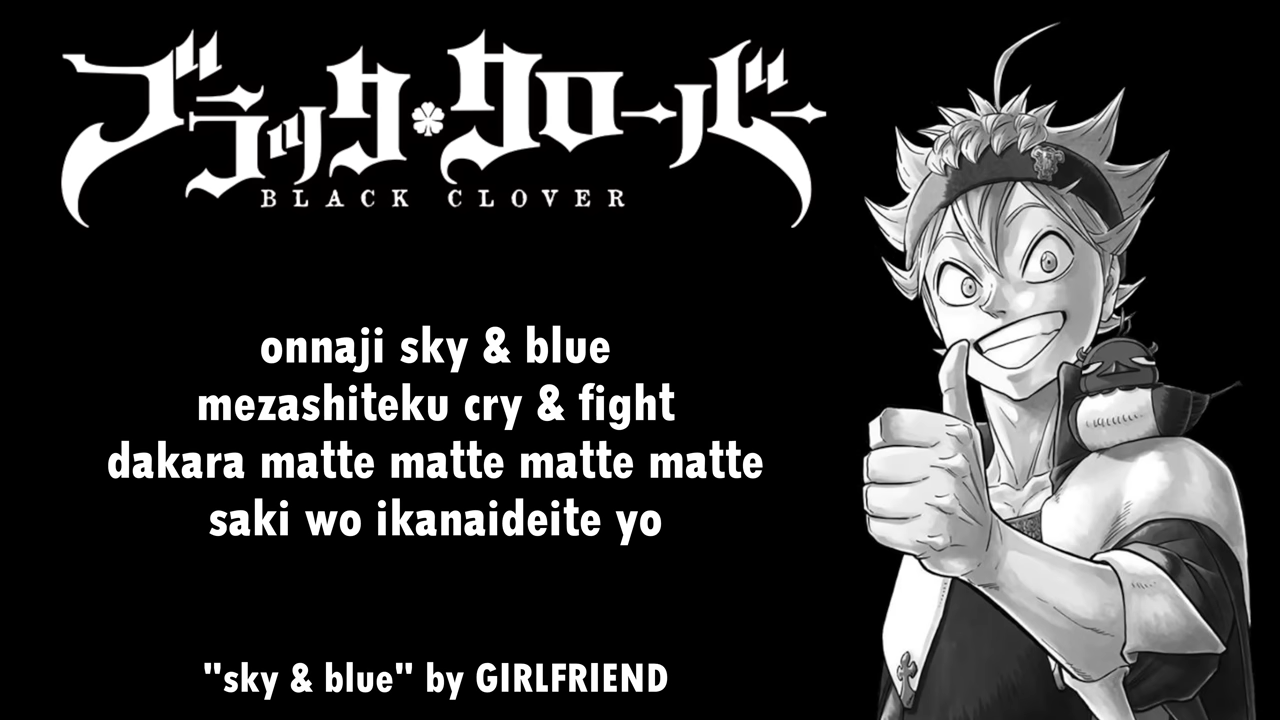 ブラック・クローバー
BLACK CLOVER
onnaji sky & blue
mezashiteku cry & fight
dakara matte matte matte matte
saki wo ikanaideite yo
"sky & blue" by GIRLFRIEND